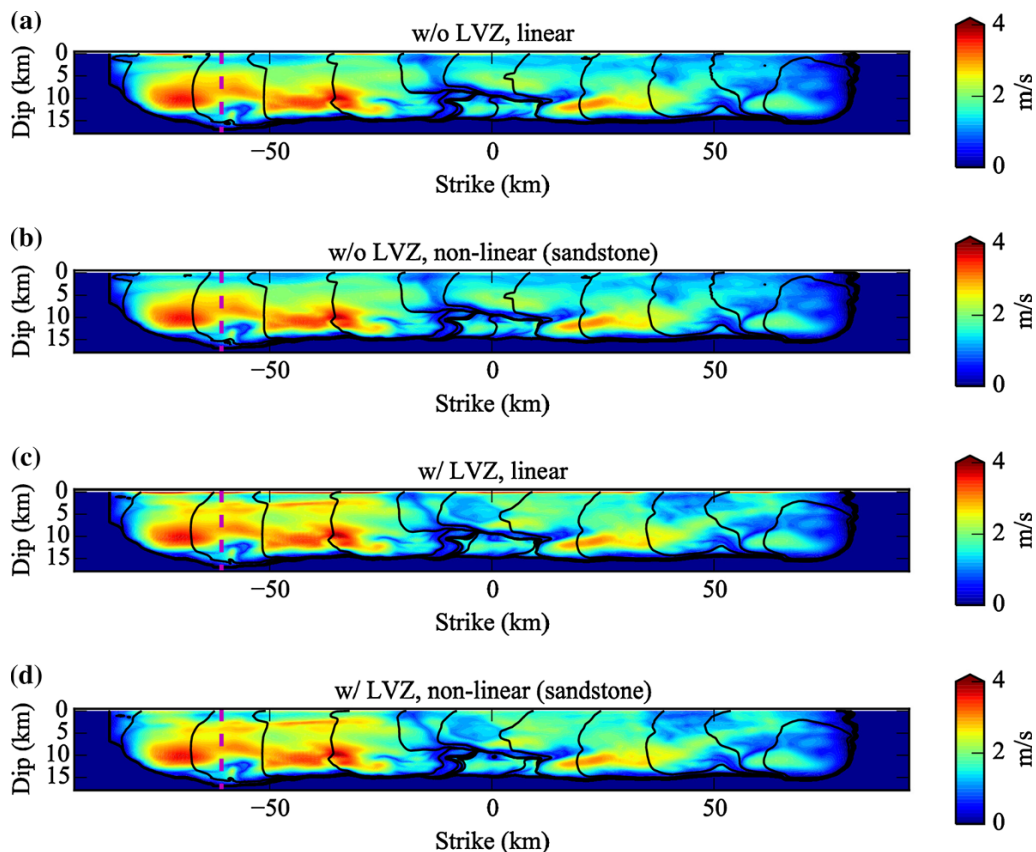 (a)
w/o LVZ, linear
Dip (km)
0
5
10
15
−50
0
50
Strike (km)
4
2
0
m/s
(b)
w/o LVZ, non-linear (sandstone)
Dip (km)
0
5
10
15
−50
0
50
Strike (km)
4
2
0
m/s
(c)
w/ LVZ, linear
Dip (km)
0
5
10
15
−50
0
50
Strike (km)
4
2
0
m/s
(d)
w/ LVZ, non-linear (sandstone)
Dip (km)
0
5
10
15
−50
0
50
Strike (km)
4
2
0
m/s